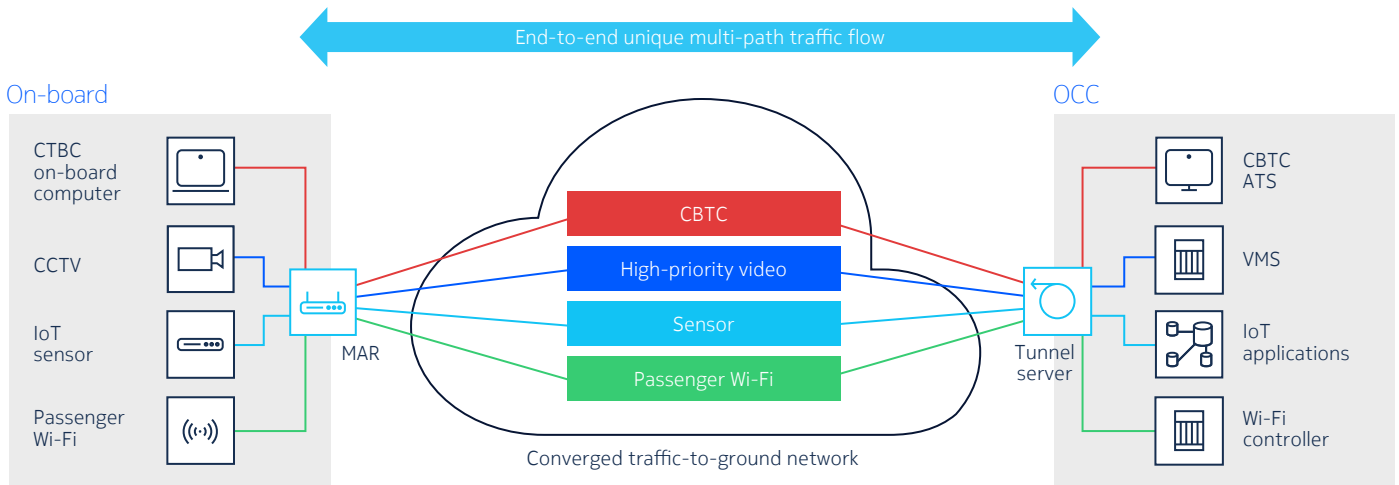 End-to-end unique multi-path traffic flow
On-board
OCC
CTBC
on-board
computer
CCTV
IoT
sensor
Passenger
Wi-Fi
MAR
CBTC
High-priority video
Sensor
Passenger Wi-Fi
Converged traffic-to-ground network
Tunnel
server
CBTC
ATS
VMS
IoT
applications
Wi-Fi
controller